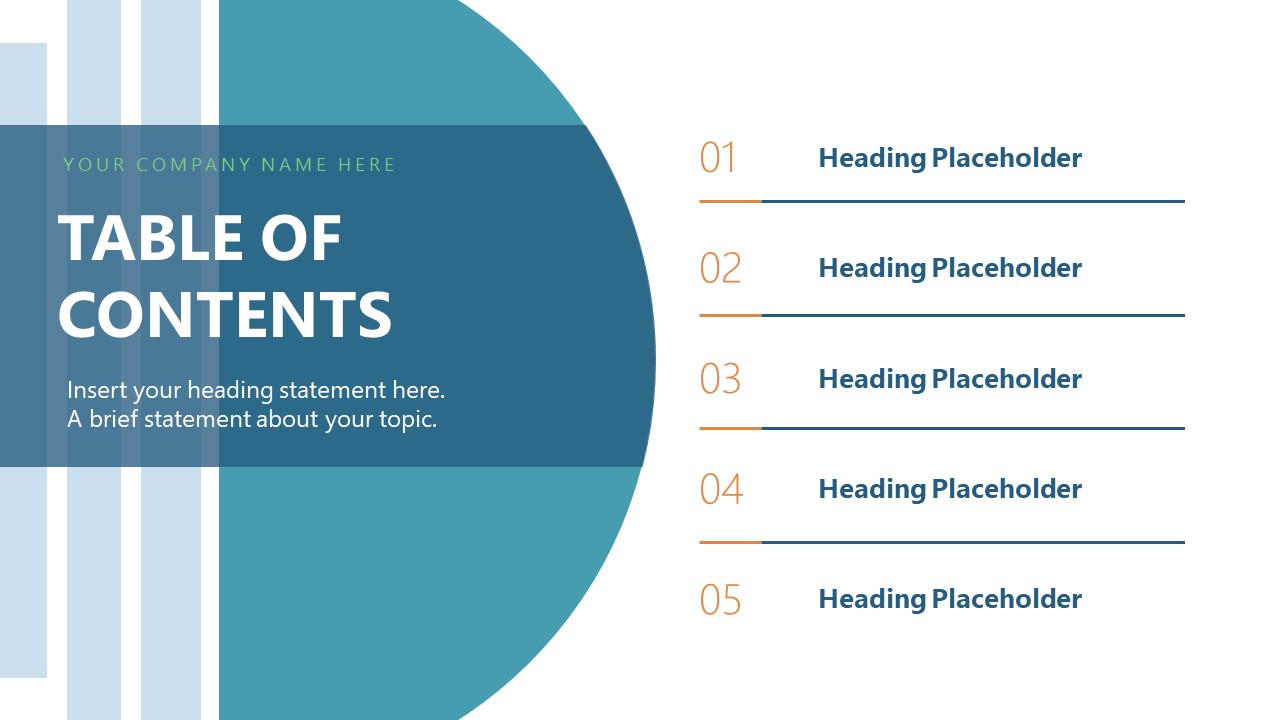 YOUR COMPANY NAME HERE
TABLE OF
CONTENTS
Insert your heading statement here.
A brief statement about your topic.
01 Heading Placeholder
02 Heading Placeholder
03 Heading Placeholder
04 Heading Placeholder
05 Heading Placeholder